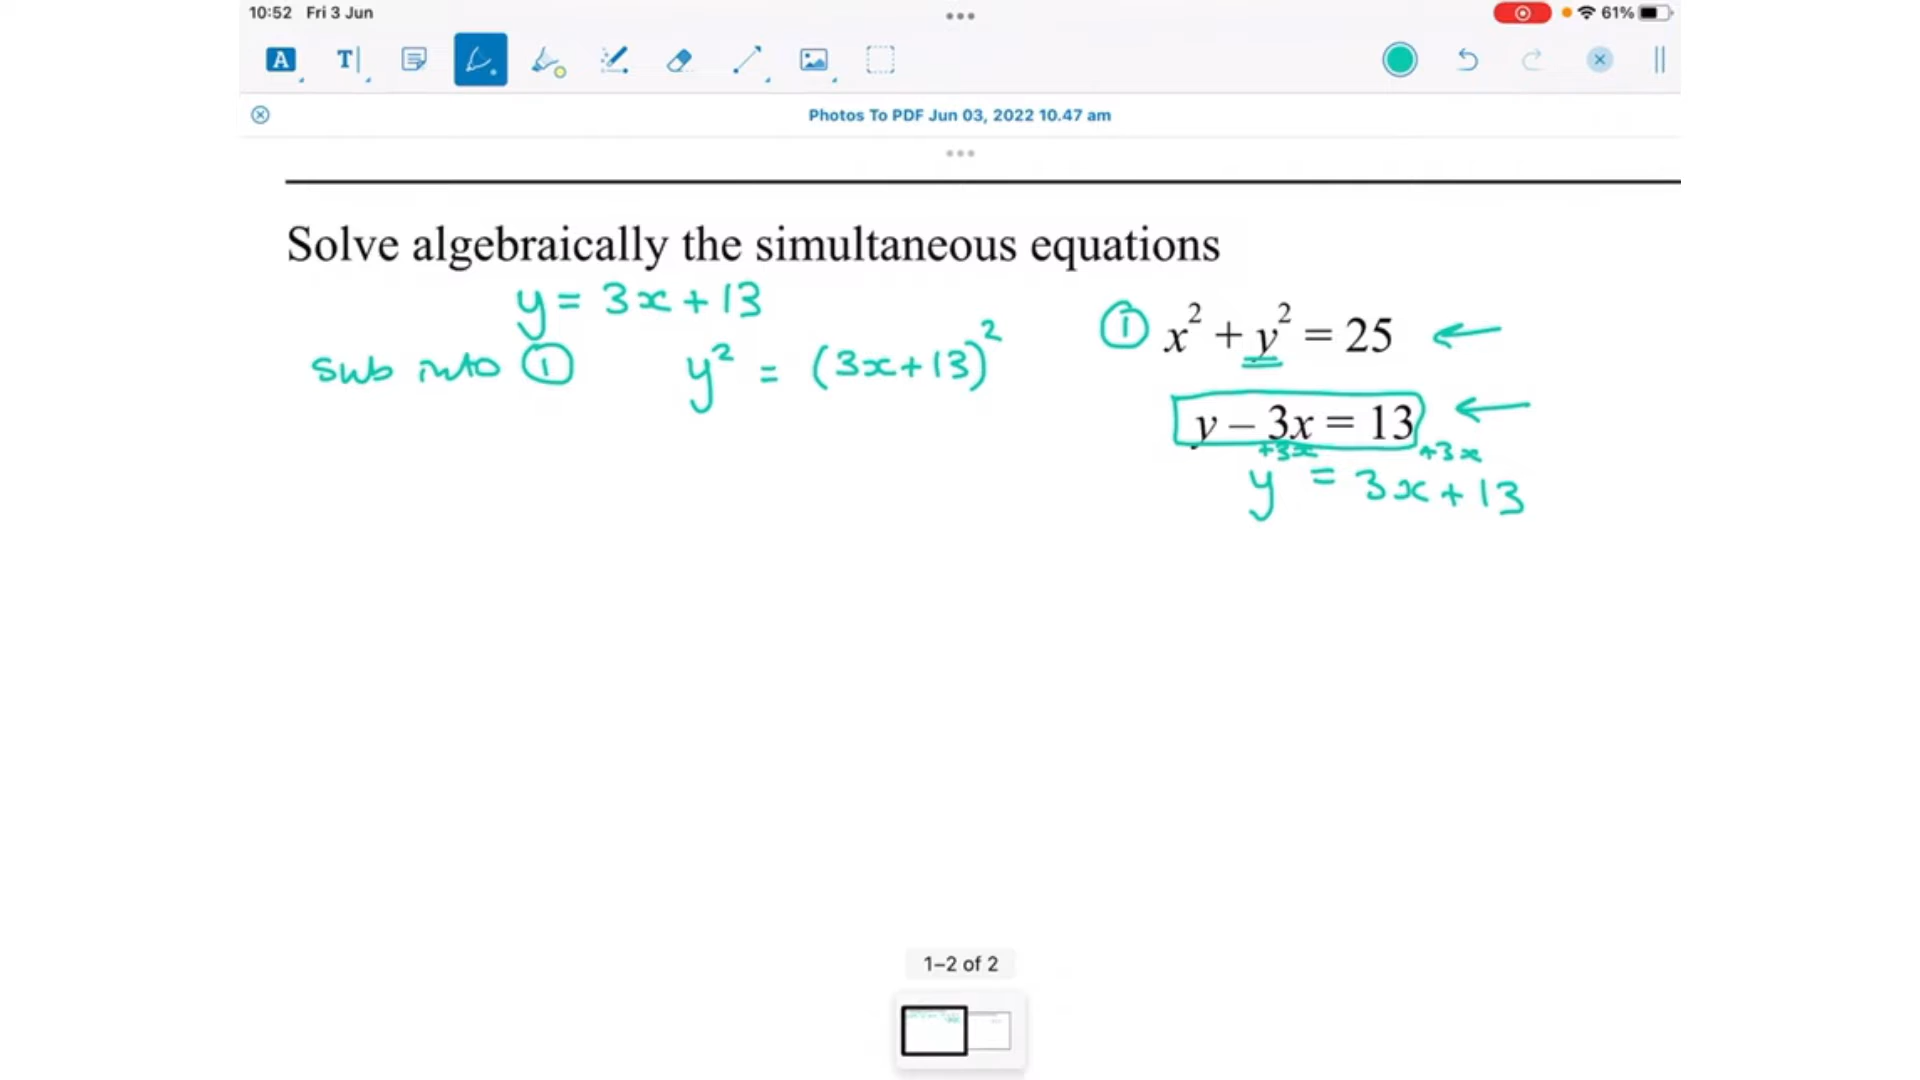 10:52 Fri 3 Jun
61%
A T
Photos To PDF Jun 03, 2022 10.47 am
Solve algebraically the simultaneous equations
y = 3x + 13
① x² + y² = 25
sub into ① y² = (3x+13)²
y – 3x = 13
+3x +3x
y = 3x + 13
1–2 of 2